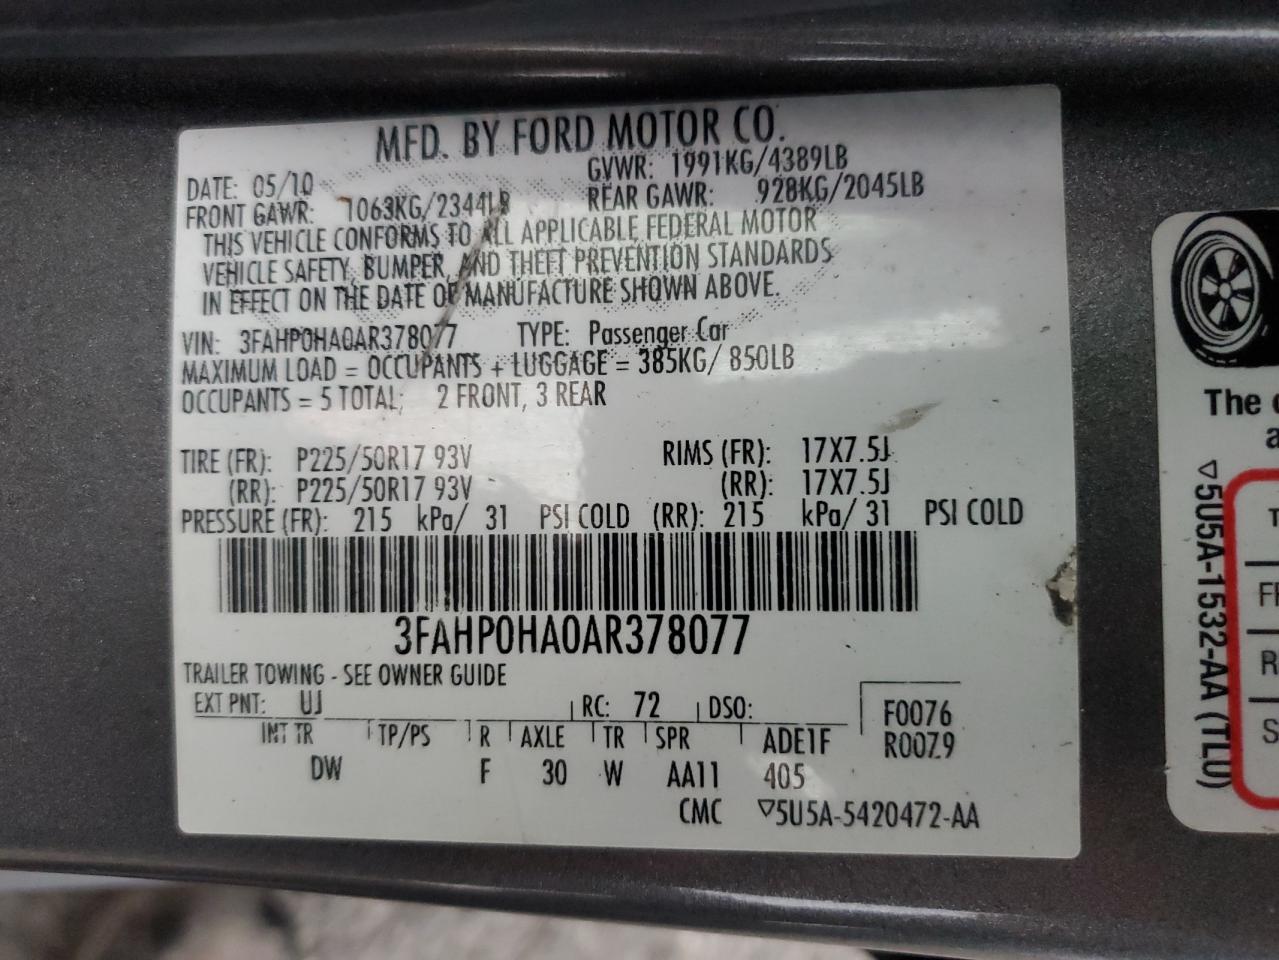 MFD. BY FORD MOTOR CO.
DATE: 05/10 GVWR: 1991KG/4389LB
FRONT GAWR: 1063KG/2344LB REAR GAWR: 928KG/2045LB
THIS VEHICLE CONFORMS TO ALL APPLICABLE FEDERAL MOTOR
VEHICLE SAFETY, BUMPER, AND THEFT PREVENTION STANDARDS
IN EFFECT ON THE DATE OF MANUFACTURE SHOWN ABOVE.
VIN: 3FAHP0HA0AR378077 TYPE: Passenger Car
MAXIMUM LOAD = OCCUPANTS + LUGGAGE = 385KG/ 850LB
OCCUPANTS = 5 TOTAL; 2 FRONT, 3 REAR
TIRE (FR): P225/50R17 93V RIMS (FR): 17X7.5J
(RR): P225/50R17 93V (RR): 17X7.5J
PRESSURE (FR): 215 kPa/ 31 PSI COLD (RR): 215 kPa/ 31 PSI COLD
3FAHP0HA0AR378077
TRAILER TOWING - SEE OWNER GUIDE
EXT PNT: UJ RC: 72 DSO: F0076
INT TR TP/PS R AXLE TR SPR ADE1F R0079
DW F 30 W AA11 405
CMC ▽5U5A-5420472-AA
The
▽5U5A-1532-AA (TLU)